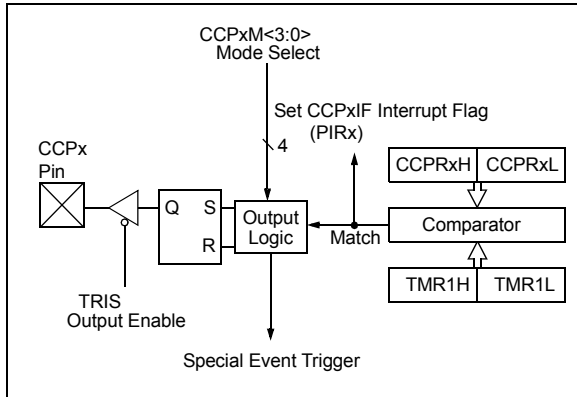 CCPxM<3:0>
Mode Select
Set CCPxIF Interrupt Flag
(PIRx)
4
CCPx
Pin
CCPRxH CCPRxL
Q S
R
Output
Logic
Match
Comparator
TRIS
Output Enable
TMR1H TMR1L
Special Event Trigger